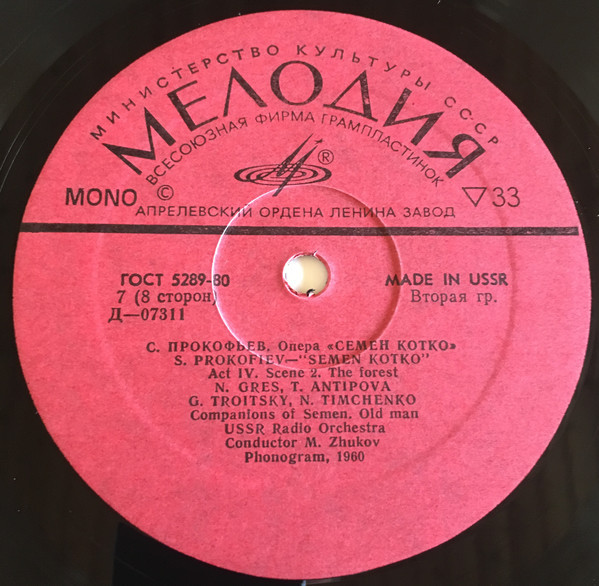 МИНИСТЕРСТВО КУЛЬТУРЫ СССР
МЕЛОДИЯ
ВСЕСОЮЗНАЯ ФИРМА ГРАМПЛАСТИНОК
®
MONO © ▽33
АПРЕЛЕВСКИЙ ОРДЕНА ЛЕНИНА ЗАВОД
ГОСТ 5289-80 MADE IN USSR
7 (8 сторон) Вторая гр.
Д—07311
С. ПРОКОФЬЕВ, Опера «СЕМЕН КОТКО»
S. PROKOFIEV—"SEMEN KOTKO"
Act IV. Scene 2. The forest
N. GRES, T. ANTIPOVA
G. TROITSKY, N. TIMCHENKO
Companions of Semen, Old man
USSR Radio Orchestra
Conductor M. Zhukov
Phonogram, 1960